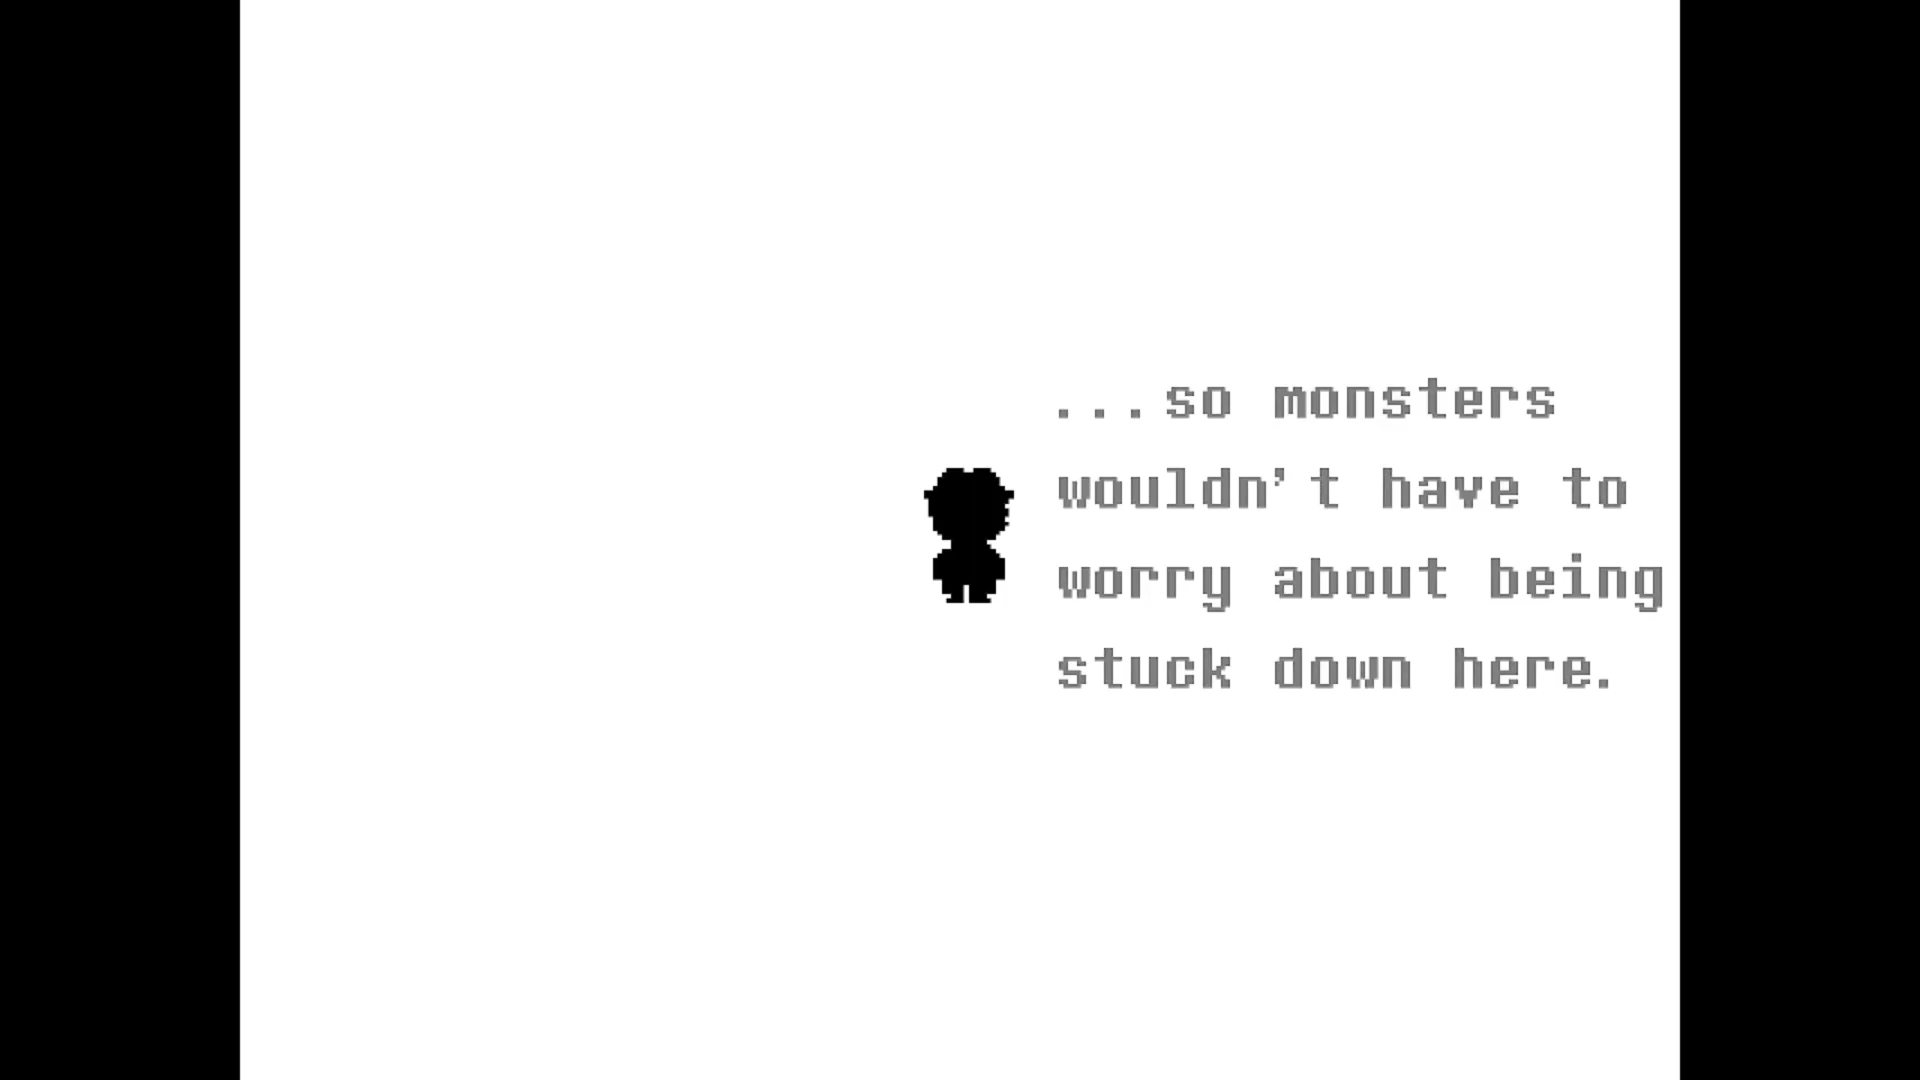 ...so monsters
wouldn't have to
worry about being
stuck down here.